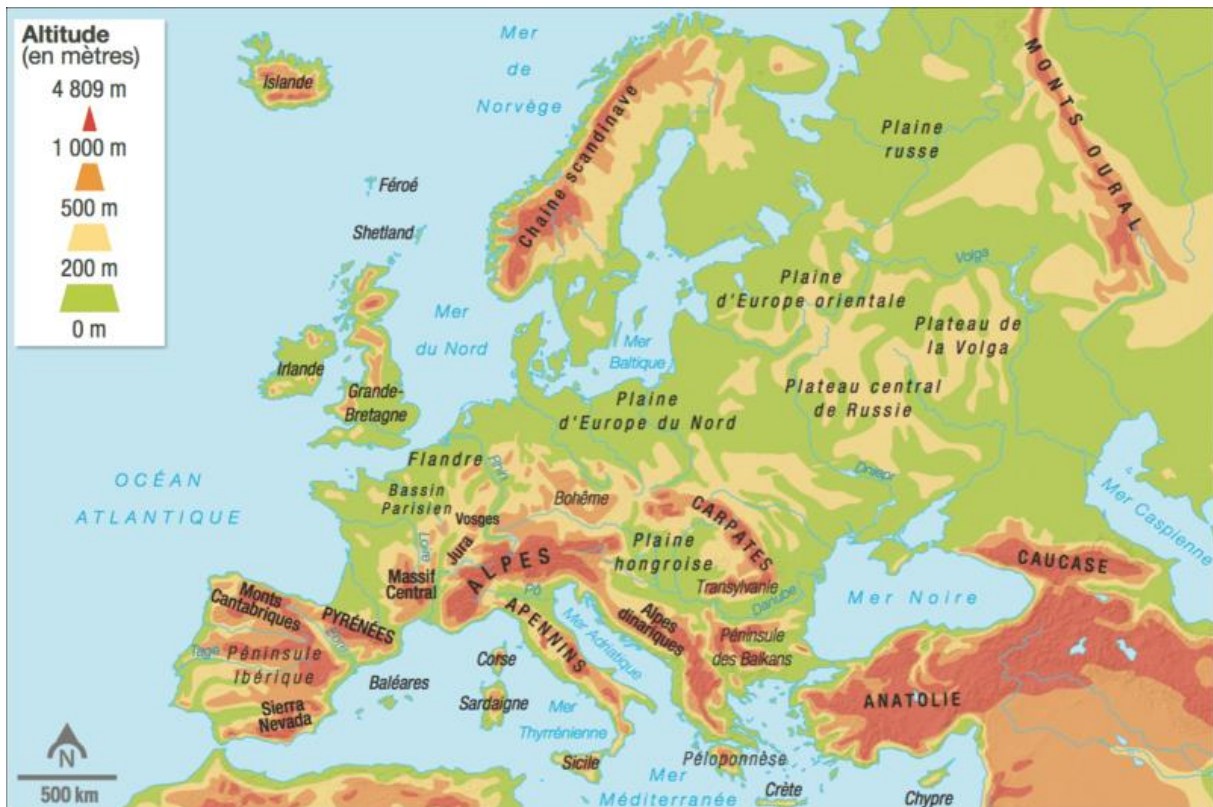 Altitude
(en mètres)
4 809 m
1 000 m
500 m
200 m
0 m
Islande
Mer
de
Norvège
Féroé
Shetland
Chaîne scandinave
Plaine
russe
MONTS OURAL
Volga
Plaine
d'Europe orientale
Plateau de
la Volga
Plateau central
de Russie
Mer
du Nord
Mer
Baltique
Irlande
Grande-
Bretagne
Plaine
d'Europe du Nord
Flandre
Rhin
Dniepr
OCÉAN
ATLANTIQUE
Bassin
Parisien
Vosges
Bohême
CARPATES
Mer Caspienne
Loire
Jura
Massif
Central
ALPES
Plaine
hongroise
Transylvanie
CAUCASE
Pô
Danube
Mer Noire
Monts
Cantabriques
PYRÉNÉES
Èbre
Tage
Péninsule
Ibérique
Sierra
Nevada
Baléares
APENNINS
Mer Adriatique
Alpes
dinariques
Péninsule
des Balkans
Corse
Sardaigne
ANATOLIE
Mer
Thyrrénienne
Sicile
Péloponnèse
Mer
Méditerranée
Crète
Chypre
N
500 km